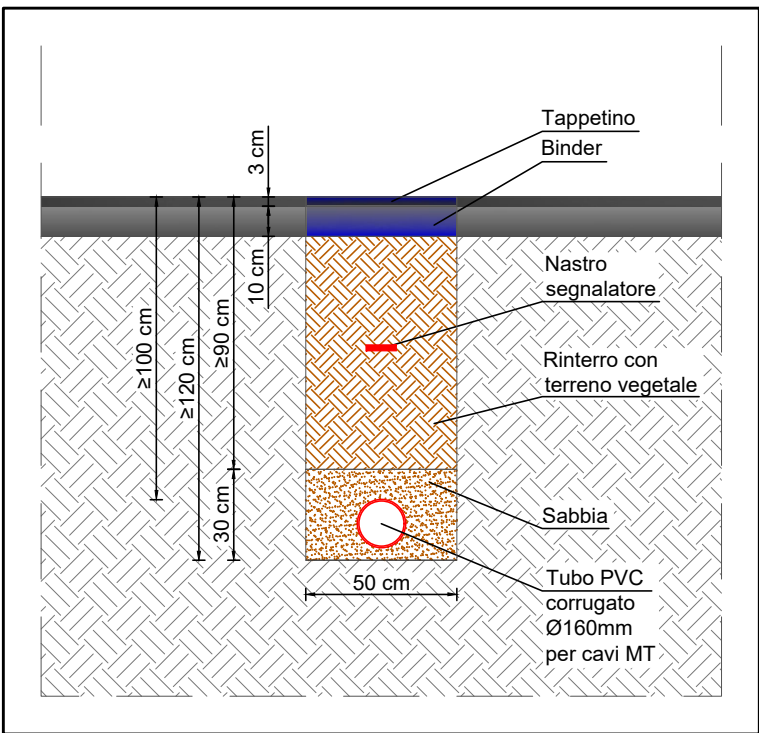 Tappetino
Binder
3 cm
10 cm
Nastro
segnalatore
≥100 cm
≥120 cm
≥90 cm
Rinterro con
terreno vegetale
30 cm
Sabbia
50 cm
Tubo PVC
corrugato
Ø160mm
per cavi MT